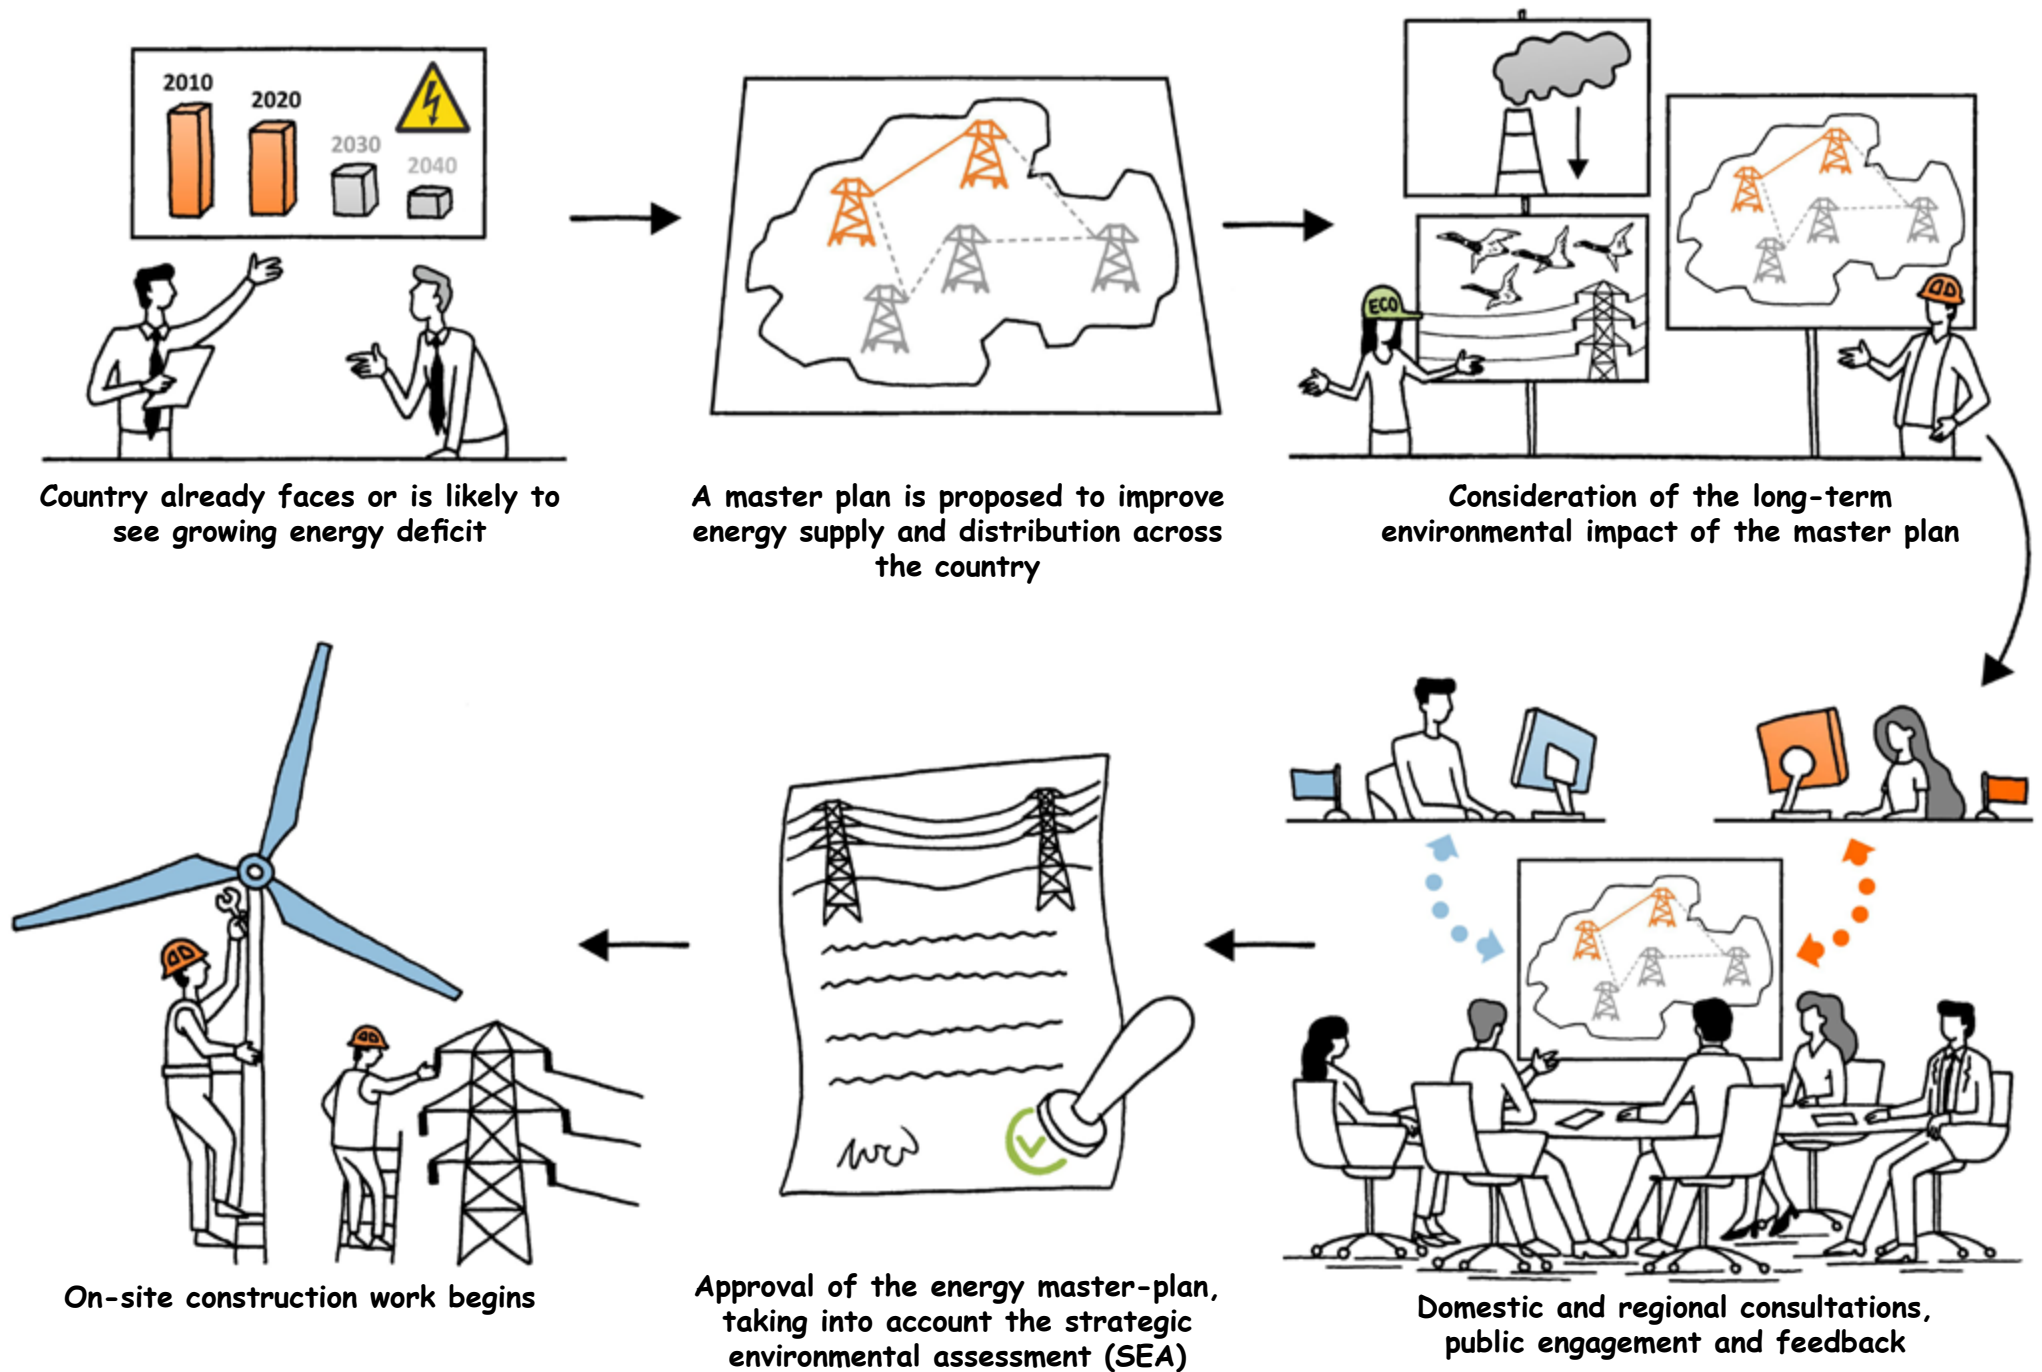 2010
2020
2030
2040
Country already faces or is likely to
see growing energy deficit
A master plan is proposed to improve
energy supply and distribution across
the country
ECO
Consideration of the long-term
environmental impact of the master plan
Domestic and regional consultations,
public engagement and feedback
Approval of the energy master-plan,
taking into account the strategic
environmental assessment (SEA)
On-site construction work begins